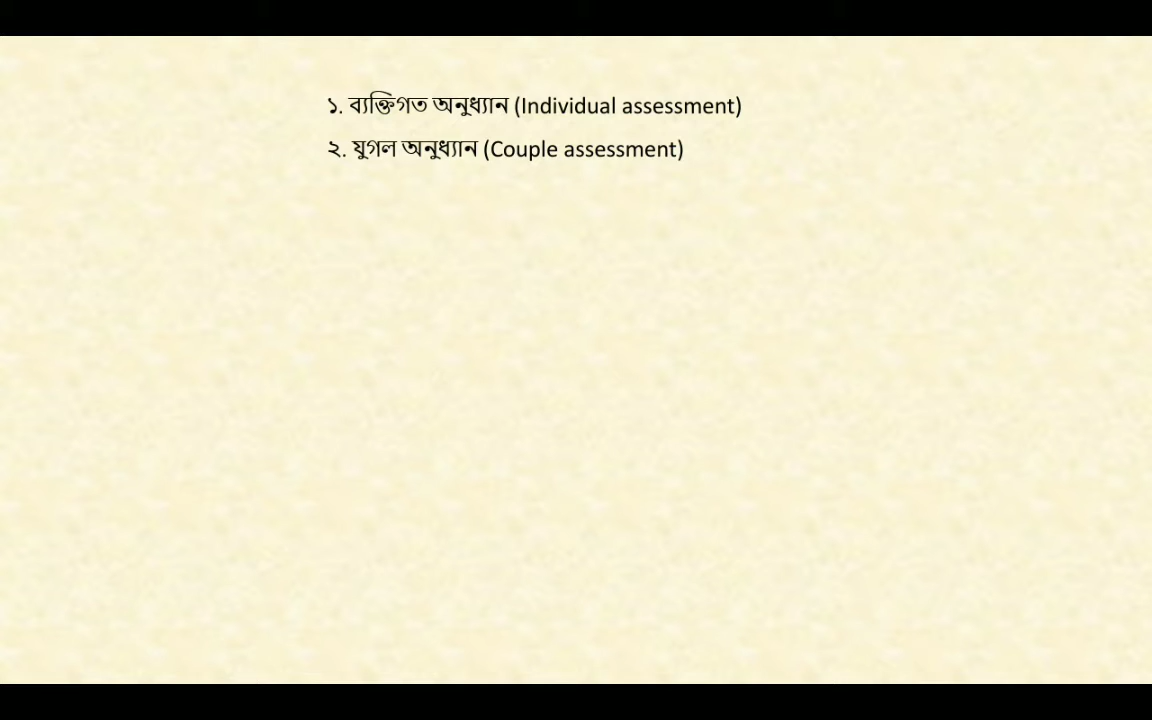 ১. ব্যক্তিগত অনুধ্যান (Individual assessment)
২. যুগল অনুধ্যান (Couple assessment)